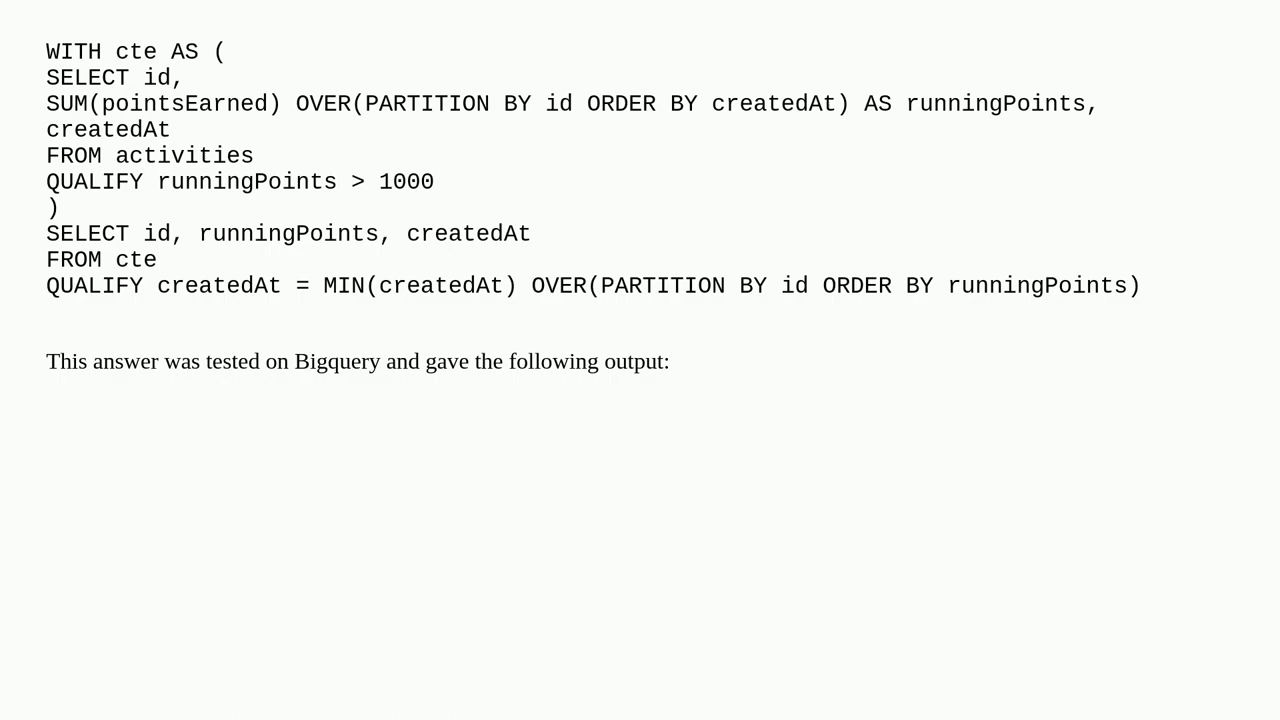 WITH cte AS (
SELECT id,
SUM(pointsEarned) OVER(PARTITION BY id ORDER BY createdAt) AS runningPoints,
createdAt
FROM activities
QUALIFY runningPoints > 1000
)
SELECT id, runningPoints, createdAt
FROM cte
QUALIFY createdAt = MIN(createdAt) OVER(PARTITION BY id ORDER BY runningPoints)
This answer was tested on Bigquery and gave the following output: